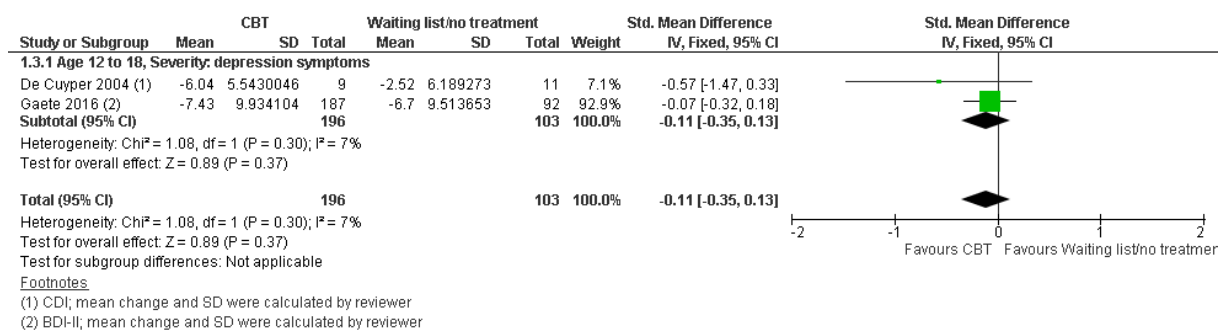 CBT Waiting list/no treatment Std. Mean Difference Std. Mean Difference
Study or Subgroup Mean SD Total Mean SD Total Weight IV, Fixed, 95% CI IV, Fixed, 95% CI
1.3.1 Age 12 to 18, Severity: depression symptoms
De Cuyper 2004 (1) -6.04 5.5430046 9 -2.52 6.189273 11 7.1% -0.57 [-1.47, 0.33]
Gaete 2016 (2) -7.43 9.934104 187 -6.7 9.513653 92 92.9% -0.07 [-0.32, 0.18]
Subtotal (95% CI) 196 103 100.0% -0.11 [-0.35, 0.13]
Heterogeneity: Chi² = 1.08, df = 1 (P = 0.30); I² = 7%
Test for overall effect: Z = 0.89 (P = 0.37)
Total (95% CI) 196 103 100.0% -0.11 [-0.35, 0.13]
Heterogeneity: Chi² = 1.08, df = 1 (P = 0.30); I² = 7%
Test for overall effect: Z = 0.89 (P = 0.37)
Test for subgroup differences: Not applicable
-2 -1 0 1 2
Favours CBT Favours Waiting list/no treatmen
Footnotes
(1) CDI; mean change and SD were calculated by reviewer
(2) BDI-II; mean change and SD were calculated by reviewer